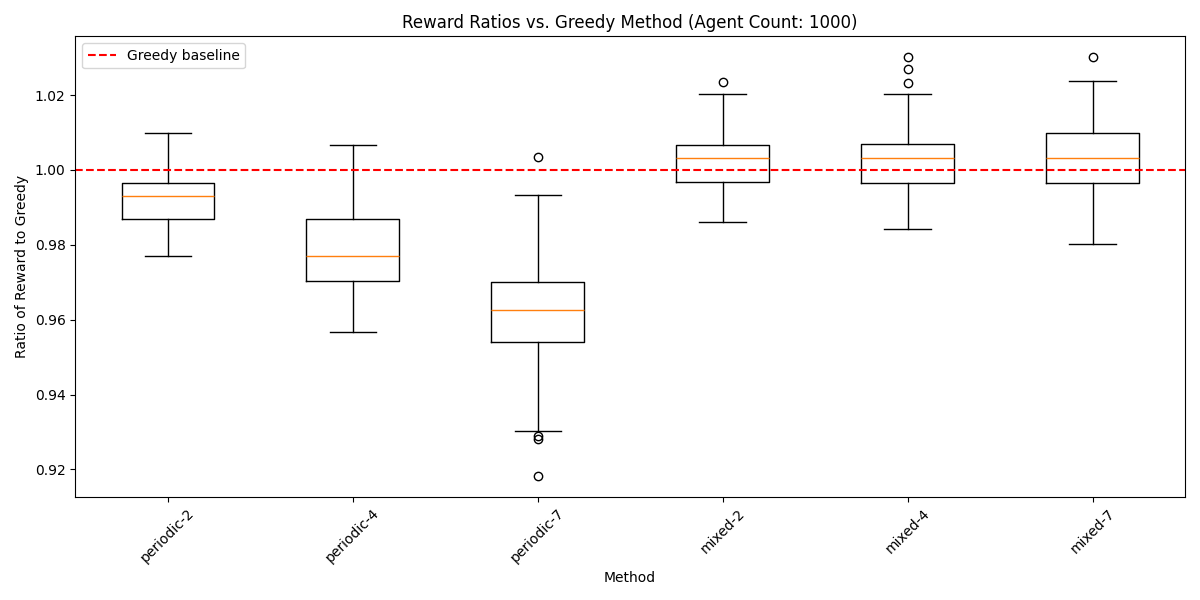 Reward Ratios vs. Greedy Method (Agent Count: 1000)
Greedy baseline
Ratio of Reward to Greedy
1.02
1.00
0.98
0.96
0.94
0.92
periodic-2
periodic-4
periodic-7
mixed-2
mixed-4
mixed-7
Method